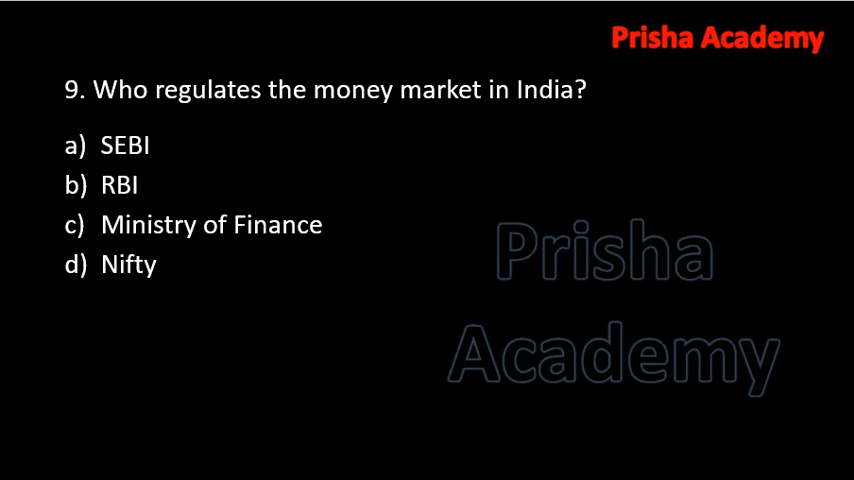 Prisha Academy
9. Who regulates the money market in India?
a) SEBI
b) RBI
c) Ministry of Finance
d) Nifty
Prisha
Academy